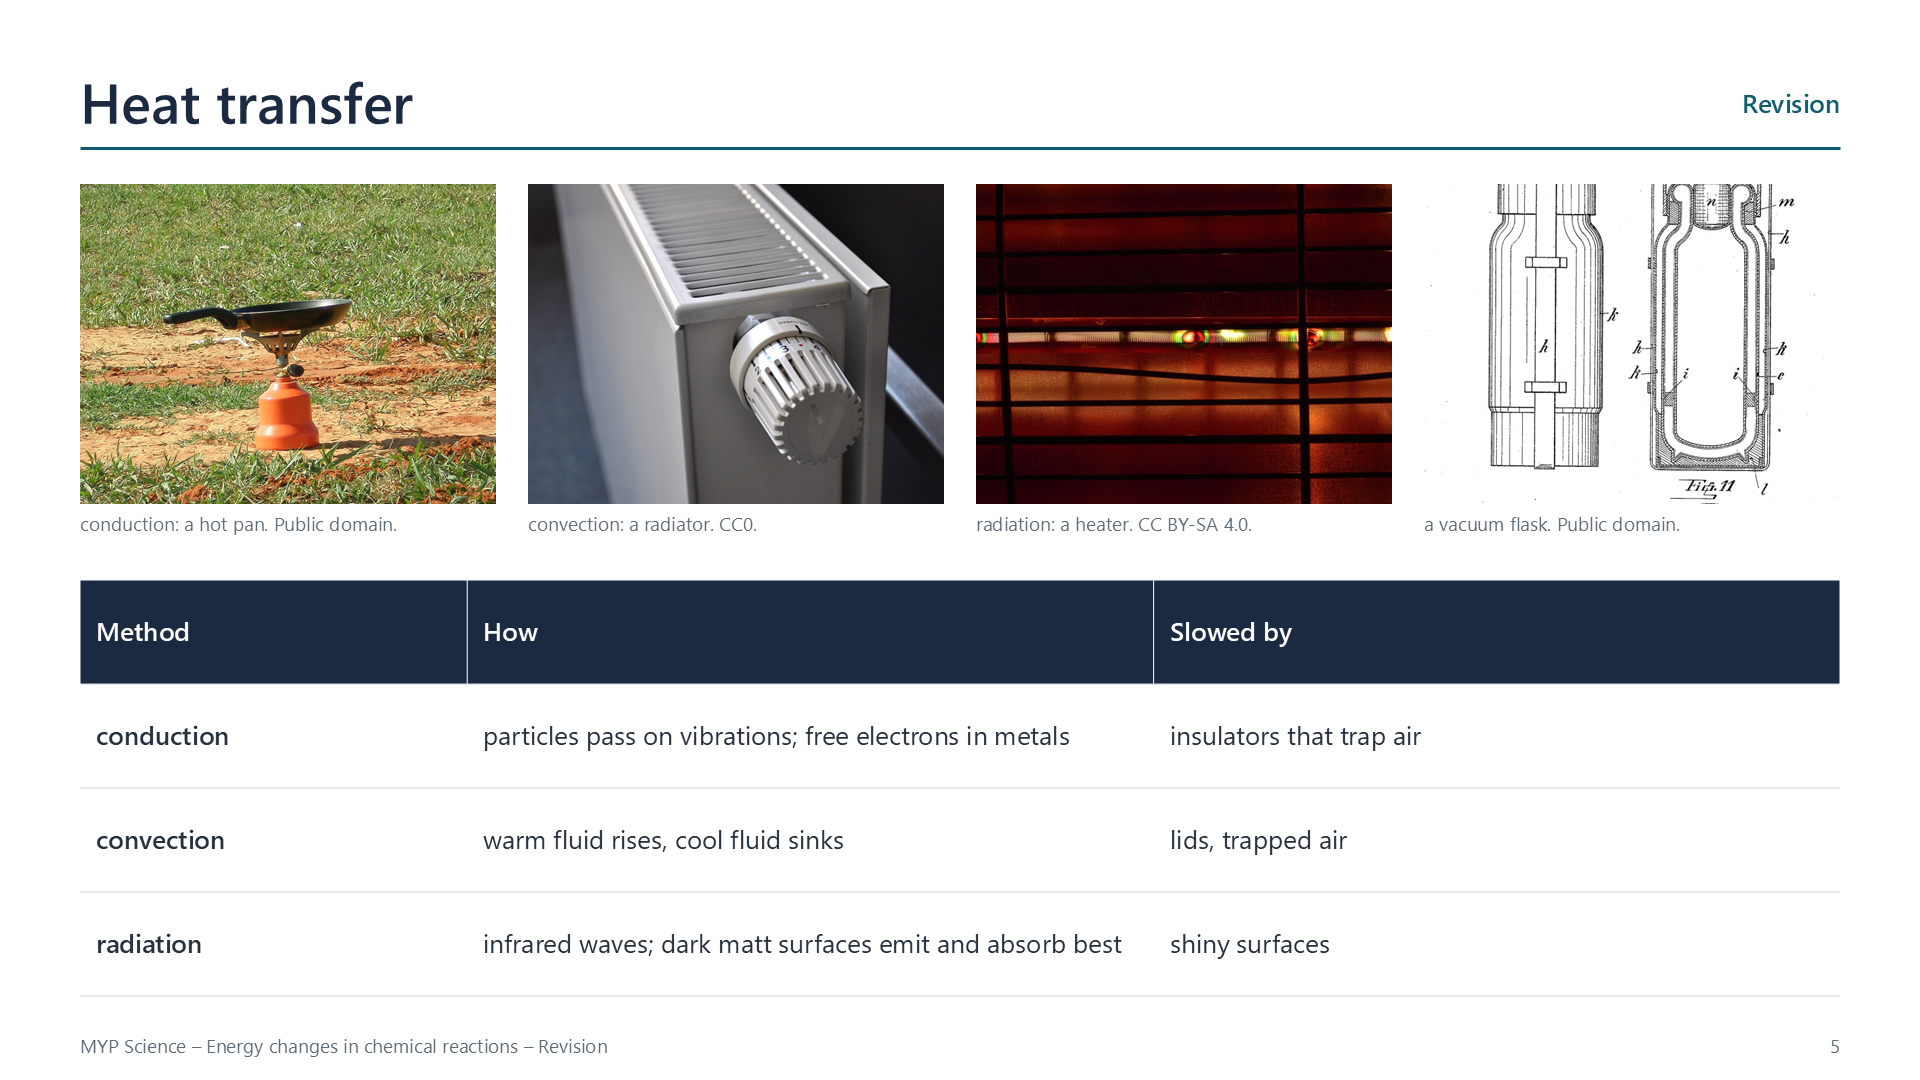 Heat transfer
Revision
n
m
h
k
h
h
k
h
k
i
i
c
l
Fig. 11
conduction: a hot pan. Public domain.
convection: a radiator. CC0.
radiation: a heater. CC BY-SA 4.0.
a vacuum flask. Public domain.
Method How Slowed by
conduction particles pass on vibrations; free electrons in metals insulators that trap air
convection warm fluid rises, cool fluid sinks lids, trapped air
radiation infrared waves; dark matt surfaces emit and absorb best shiny surfaces
MYP Science – Energy changes in chemical reactions – Revision
5